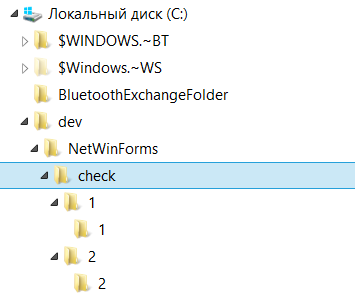 Локальный диск (C:)
$WINDOWS.~BT
$Windows.~WS
BluetoothExchangeFolder
dev
NetWinForms
check
1
1
2
2